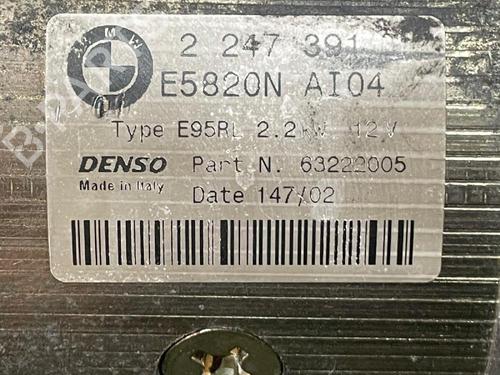 BMW
2 247 391
E5820N AI04
Type E95RL 2.2kW 12V
DENSO Part N. 63222005
Made in Italy
Date 147/02